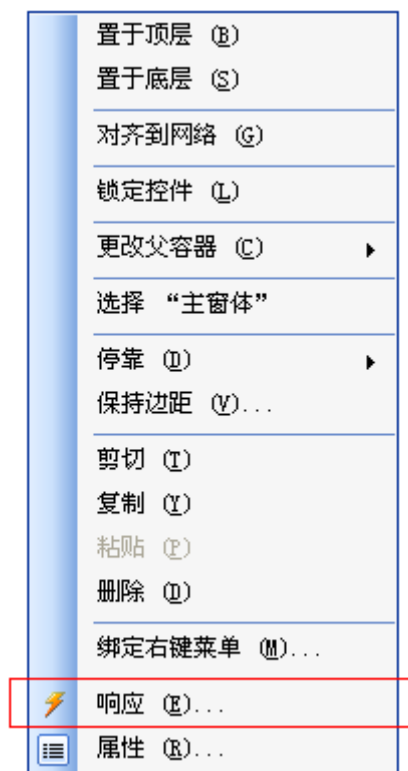 置于顶层 (B)
置于底层 (S)
对齐到网络 (G)
锁定控件 (L)
更改父容器 (C)
选择 “主窗体”
停靠 (D)
保持边距 (V)...
剪切 (T)
复制 (Y)
粘贴 (P)
删除 (D)
绑定右键菜单 (M)...
响应 (E)...
属性 (R)...